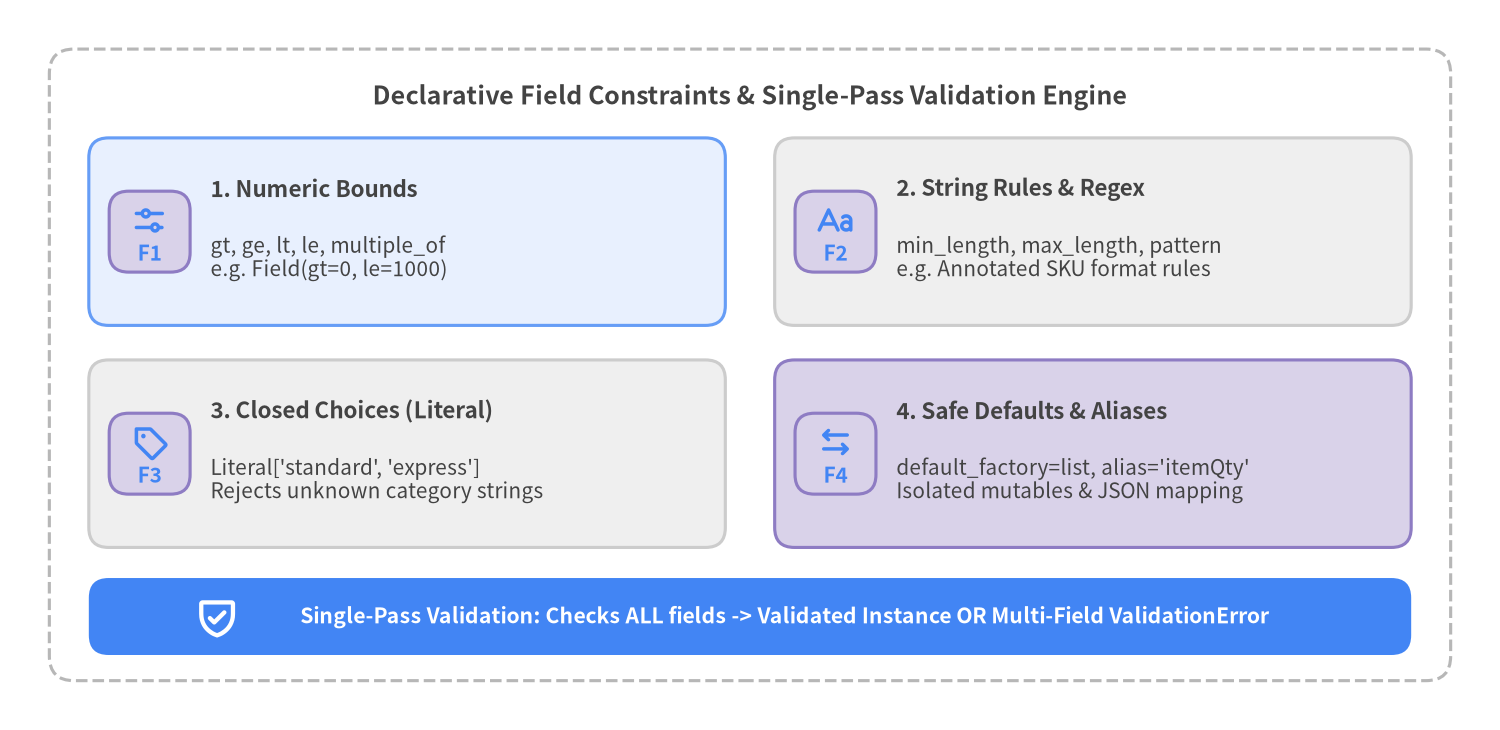 Declarative Field Constraints & Single-Pass Validation Engine
1. Numeric Bounds
F1
gt, ge, lt, le, multiple_of
e.g. Field(gt=0, le=1000)
2. String Rules & Regex
Aa
F2
min_length, max_length, pattern
e.g. Annotated SKU format rules
3. Closed Choices (Literal)
F3
Literal['standard', 'express']
Rejects unknown category strings
4. Safe Defaults & Aliases
F4
default_factory=list, alias='itemQty'
Isolated mutables & JSON mapping
Single-Pass Validation: Checks ALL fields -> Validated Instance OR Multi-Field ValidationError